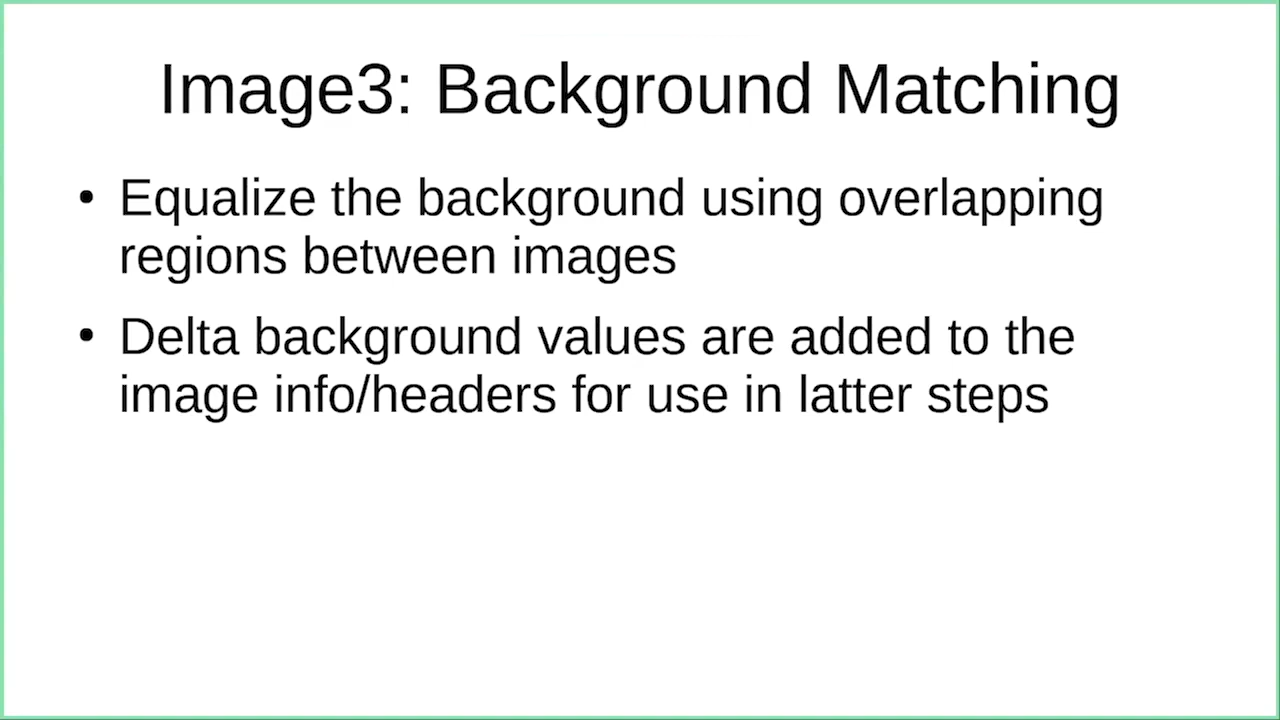 Image3: Background Matching
• Equalize the background using overlapping
regions between images
• Delta background values are added to the
image info/headers for use in latter steps